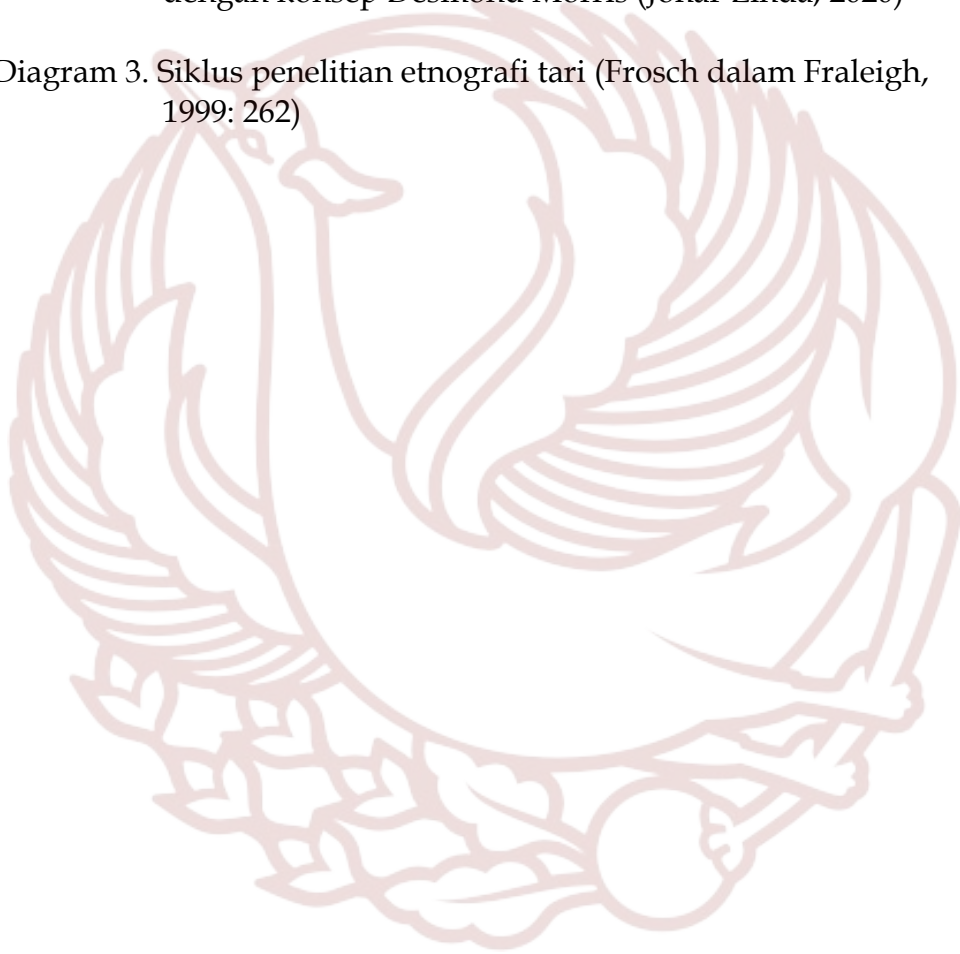 dengan konsep Desmond Morris
Diagram 3. Siklus penelitian etnografi tari (Frosch dalam Fraleigh,
1999: 262)